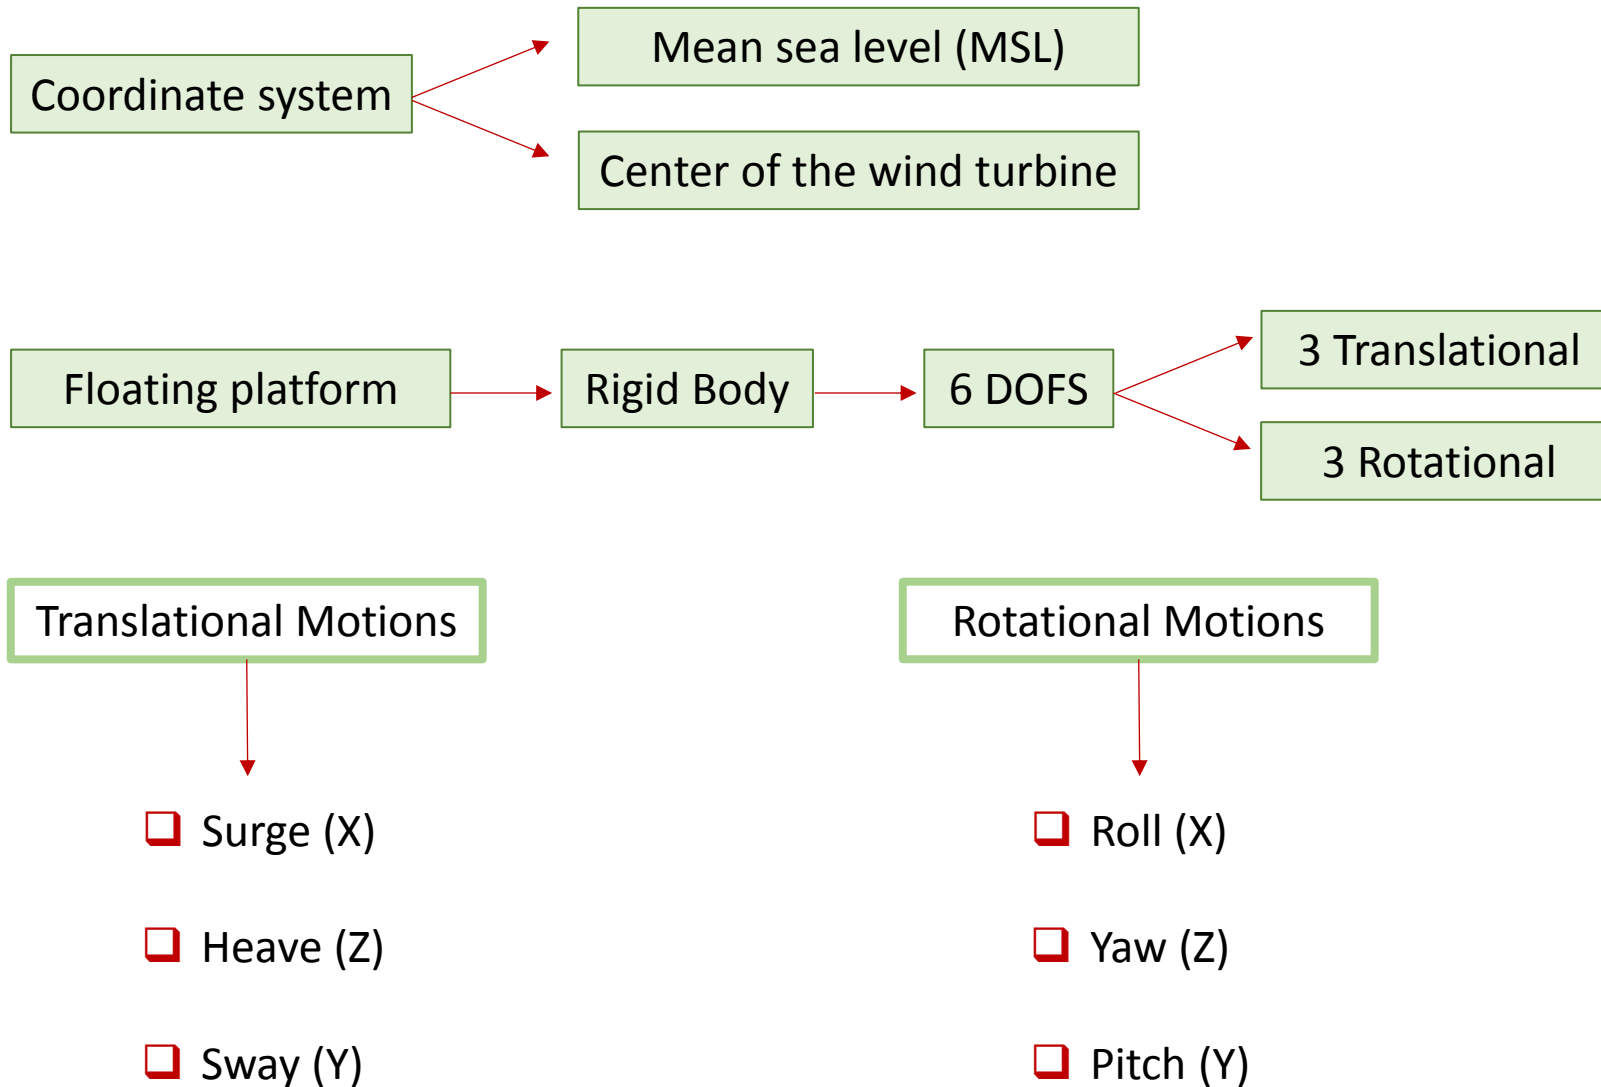 Mean sea level (MSL)
Coordinate system
Center of the wind turbine
3 Translational
Floating platform
Rigid Body
6 DOFS
3 Rotational
Translational Motions
Rotational Motions
Surge (X)
Roll (X)
Heave (Z)
Yaw (Z)
Sway (Y)
Pitch (Y)